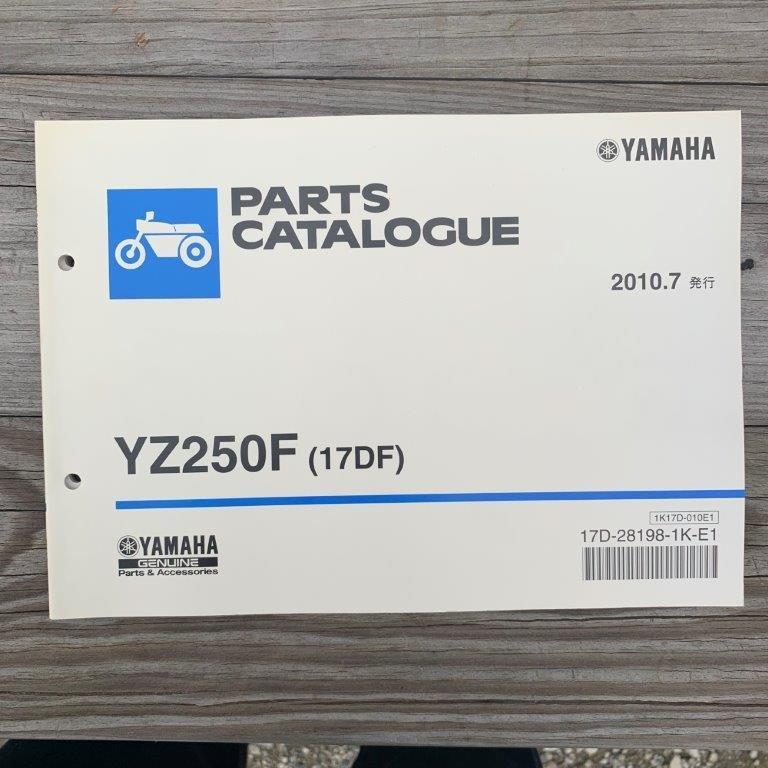 YAMAHA
PARTS
CATALOGUE
2010.7 発行
YZ250F (17DF)
1K17D-010E1
17D-28198-1K-E1
YAMAHA
GENUINE
Parts & Accessories